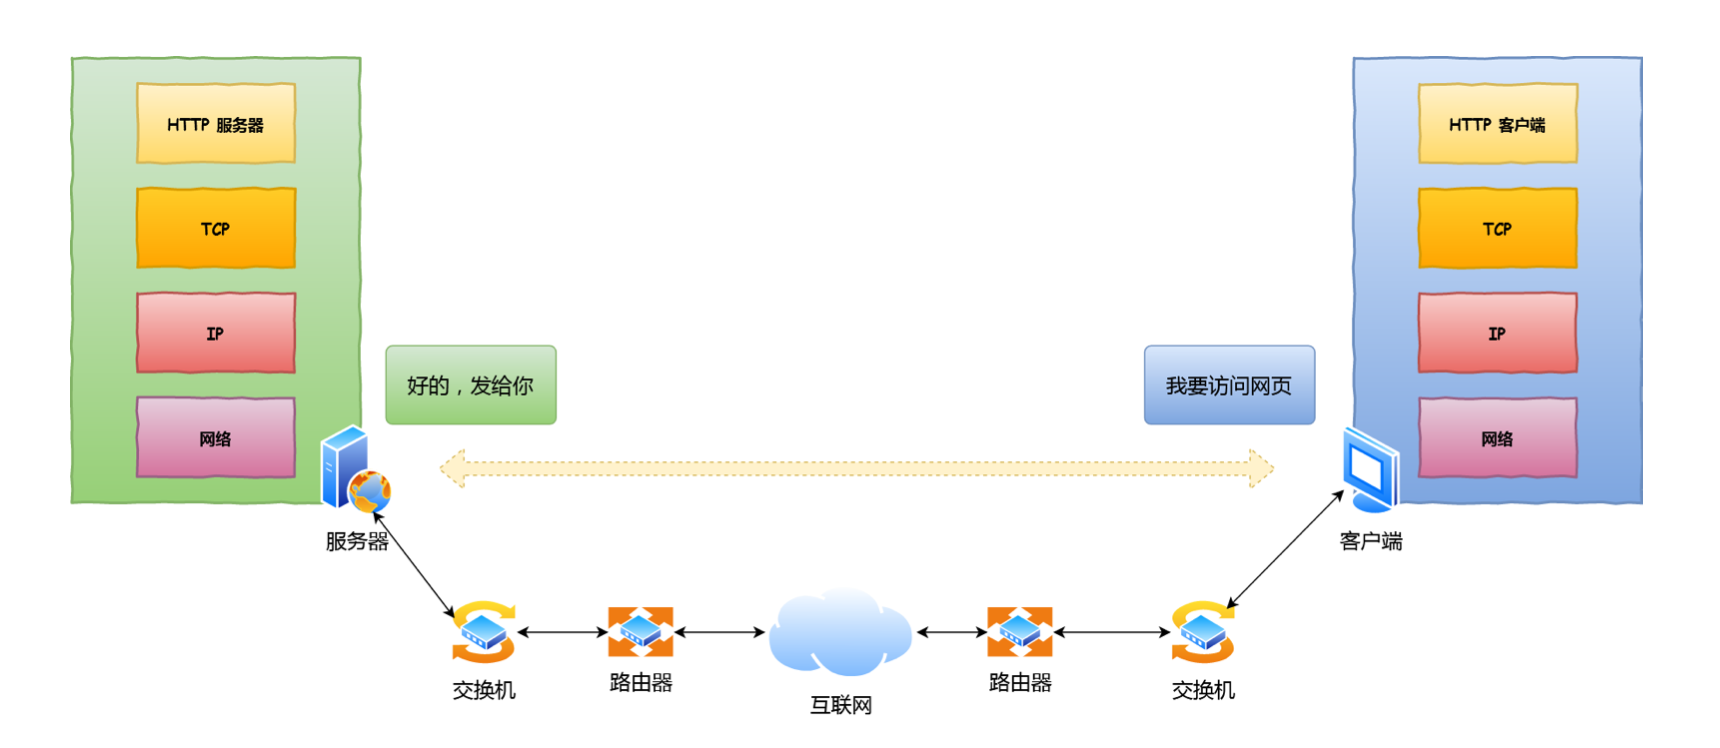 HTTP 服务器
TCP
IP
网络
服务器
好的，发给你
我要访问网页
HTTP 客户端
TCP
IP
网络
客户端
交换机
路由器
互联网
路由器
交换机